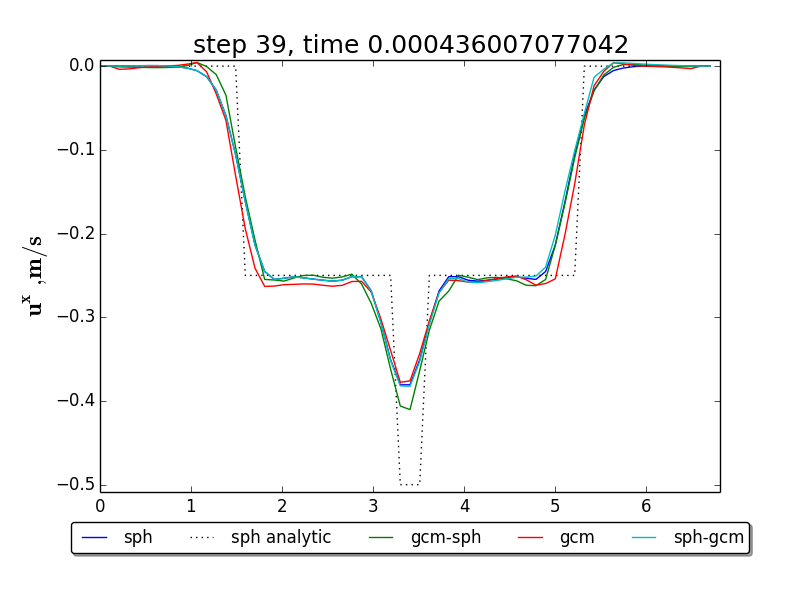 step 39, time 0.000436007077042
0.0
−0.1
−0.2
−0.3
−0.4
−0.5
u^x ,m/s
0 1 2 3 4 5 6
sph sph analytic gcm-sph gcm sph-gcm